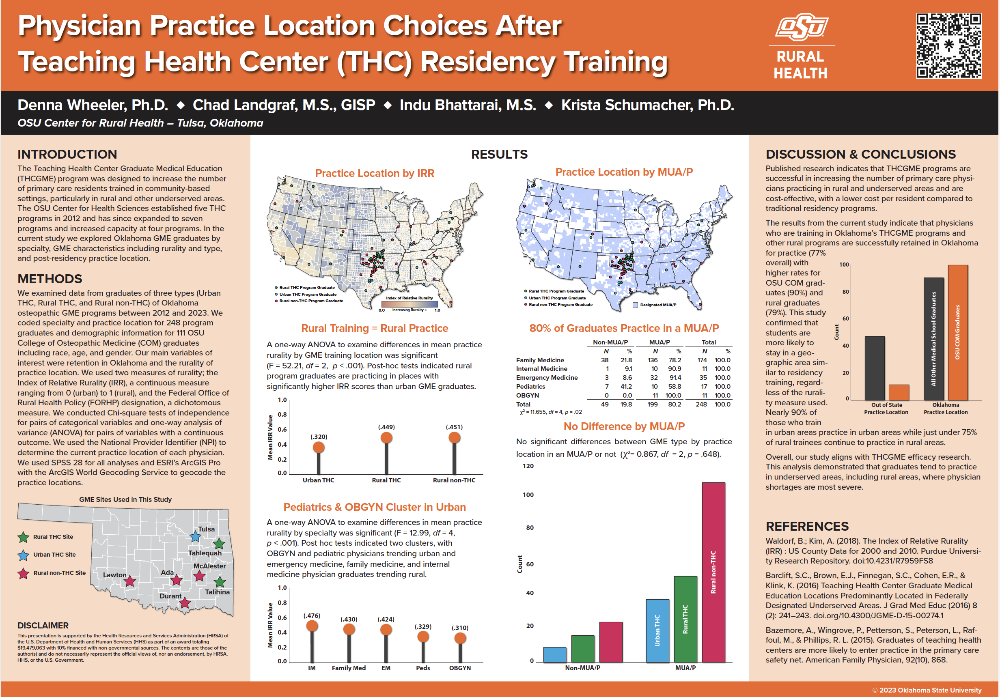 Physician Practice Location Choices After
Teaching Health Center (THC) Residency Training
OSU
RURAL
HEALTH
Denna Wheeler, Ph.D. ◆ Chad Landgraf, M.S., GISP ◆ Indu Bhattarai, M.S. ◆ Krista Schumacher, Ph.D.
OSU Center for Rural Health – Tulsa, Oklahoma
INTRODUCTION
The Teaching Health Center Graduate Medical Education
(THCGME) program was designed to increase the number
of primary care residents trained in community-based
settings, particularly in rural and other underserved areas.
The OSU Center for Health Sciences established five THC
programs in 2012 and has since expanded to seven
programs and increased capacity at four programs. In the
current study we explored Oklahoma GME graduates by
specialty, GME characteristics including rurality and type,
and post-residency practice location.
METHODS
We examined data from graduates of three types (Urban
THC, Rural THC, and Rural non-THC) of Oklahoma
osteopathic GME programs between 2012 and 2023. We
coded specialty and practice location for 248 program
graduates and demographic information for 111 OSU
College of Osteopathic Medicine (COM) graduates
including race, age, and gender. Our main variables of
interest were retention in Oklahoma and the rurality of
practice location. We used two measures of rurality; the
Index of Relative Rurality (IRR), a continuous measure
ranging from 0 (urban) to 1 (rural), and the Federal Office of
Rural Health Policy (FORHP) designation, a dichotomous
measure. We conducted Chi-square tests of independence
for pairs of categorical variables and one-way analysis of
variance (ANOVA) for pairs of variables with a continuous
outcome. We used the National Provider Identifier (NPI) to
determine the current practice location of each physician.
We used SPSS 28 for all analyses and ESRI's ArcGIS Pro
with the ArcGIS World Geocoding Service to geocode the
practice locations.
GME Sites Used in This Study
Rural THC Site
Urban THC Site
Rural non-THC Site
Tulsa
Tahlequah
McAlester
Ada
Lawton
Talihina
Durant
DISCLAIMER
This presentation is supported by the Health Resources and Services Administration (HRSA) of
the U.S. Department of Health and Human Services (HHS) as part of an award totaling
$19,479,063 with 10% financed with non-governmental sources. The contents are those of the
author(s) and do not necessarily represent the official views of, nor an endorsement, by HRSA,
HHS, or the U.S. Government.
RESULTS
Practice Location by IRR
Rural THC Program Graduate
Urban THC Program Graduate
Rural non-THC Program Graduate
Index of Relative Rurality
0.0 Increasing Rurality → 1.0
Rural Training = Rural Practice
A one-way ANOVA to examine differences in mean practice
rurality by GME training location was significant
(F = 52.21, df = 2, p < .001). Post-hoc tests indicated rural
program graduates are practicing in places with
significantly higher IRR scores than urban GME graduates.
Mean IRR Value
1.0
0.8
0.6
0.4
0.2
0.0
(.320) (.449) (.451)
Urban THC Rural THC Rural non-THC
Pediatrics & OBGYN Cluster in Urban
A one-way ANOVA to examine differences in mean practice
rurality by specialty was significant (F = 12.99, df = 4,
p < .001). Post hoc tests indicated two clusters, with
OBGYN and pediatric physicians trending urban and
emergency medicine, family medicine, and internal
medicine physician graduates trending rural.
Mean IRR Value
1.0
0.8
0.6
0.4
0.2
0.0
(.476) (.430) (.424) (.329) (.310)
IM Family Med EM Peds OBGYN
Practice Location by MUA/P
Rural THC Program Graduate
Urban THC Program Graduate
Rural non-THC Program Graduate
Designated MUA/P
80% of Graduates Practice in a MUA/P
Non-MUA/P MUA/P Total
N % N % N %
Family Medicine 38 21.8 136 78.2 174 100.0
Internal Medicine 1 9.1 10 90.9 11 100.0
Emergency Medicine 3 8.6 32 91.4 35 100.0
Pediatrics 7 41.2 10 58.8 17 100.0
OBGYN 0 0.0 11 100.0 11 100.0
Total 49 19.8 199 80.2 248 100.0
χ² = 11.655, df = 4, p = .02
No Difference by MUA/P
No significant differences between GME type by practice
location in an MUA/P or not (χ²= 0.867, df = 2, p = .648).
Count
120
100
80
60
40
20
0
Urban THC
Rural THC
Rural non-THC
Non-MUA/P MUA/P
DISCUSSION & CONCLUSIONS
Published research indicates that THCGME programs are
successful in increasing the number of primary care physi-
cians practicing in rural and underserved areas and are
cost-effective, with a lower cost per resident compared to
traditional residency programs.
The results from the current study indicate that physicians
who are training in Oklahoma's THCGME programs and
other rural programs are successfully retained in Oklahoma
for practice (77%
overall) with
higher rates for
OSU COM grad-
uates (90%) and
rural graduates
(79%). This study
confirmed that
students are
more likely to
stay in a geo-
graphic area sim-
ilar to residency
training, regard-
less of the rurali-
ty measure used.
Nearly 90% of
those who train
in urban areas practice in urban areas while just under 75%
of rural trainees continue to practice in rural areas.
Count
100
80
60
40
20
0
All Other Medical School Graduates
OSU COM Graduates
Out of State
Practice Location
Oklahoma
Practice Location
Overall, our study aligns with THCGME efficacy research.
This analysis demonstrated that graduates tend to practice
in underserved areas, including rural areas, where physician
shortages are most severe.
REFERENCES
Waldorf, B.; Kim, A. (2018). The Index of Relative Rurality
(IRR) : US County Data for 2000 and 2010. Purdue Universi-
ty Research Repository. doi:10.4231/R7959FS8
Barclift, S.C., Brown, E.J., Finnegan, S.C., Cohen, E.R., &
Klink, K. (2016) Teaching Health Center Graduate Medical
Education Locations Predominantly Located in Federally
Designated Underserved Areas. J Grad Med Educ (2016) 8
(2): 241–243. doi.org/10.4300/JGME-D-15-00274.1
Bazemore, A., Wingrove, P., Petterson, S., Peterson, L., Raf-
foul, M., & Phillips, R. L. (2015). Graduates of teaching health
centers are more likely to enter practice in the primary care
safety net. American Family Physician, 92(10), 868.
© 2023 Oklahoma State University